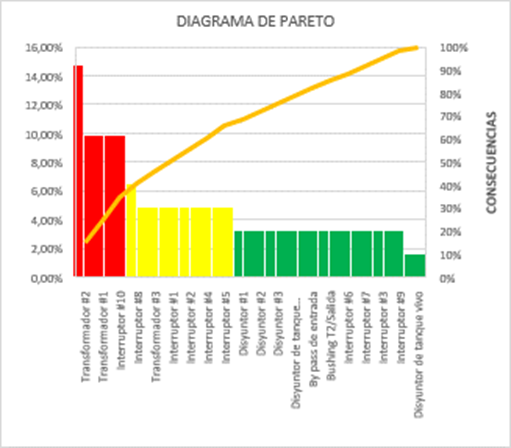 DIAGRAMA DE PARETO
16,00%
14,00%
12,00%
10,00%
8,00%
6,00%
4,00%
2,00%
0,00%
100%
90%
80%
70%
60%
50%
40%
30%
20%
10%
0%
CONSECUENCIAS
Transformador #2
Transformador #1
Interruptor #10
Interruptor #8
Transformador #3
Interruptor #1
Interruptor #2
Interruptor #4
Interruptor #5
Disyuntor #1
Disyuntor #2
Disyuntor #3
Disyuntor de tanque...
By pass de entrada
Bushing T2/Salida
Interruptor #6
Interruptor #7
Interruptor #3
Interruptor #9
Disyuntor de tanque vivo